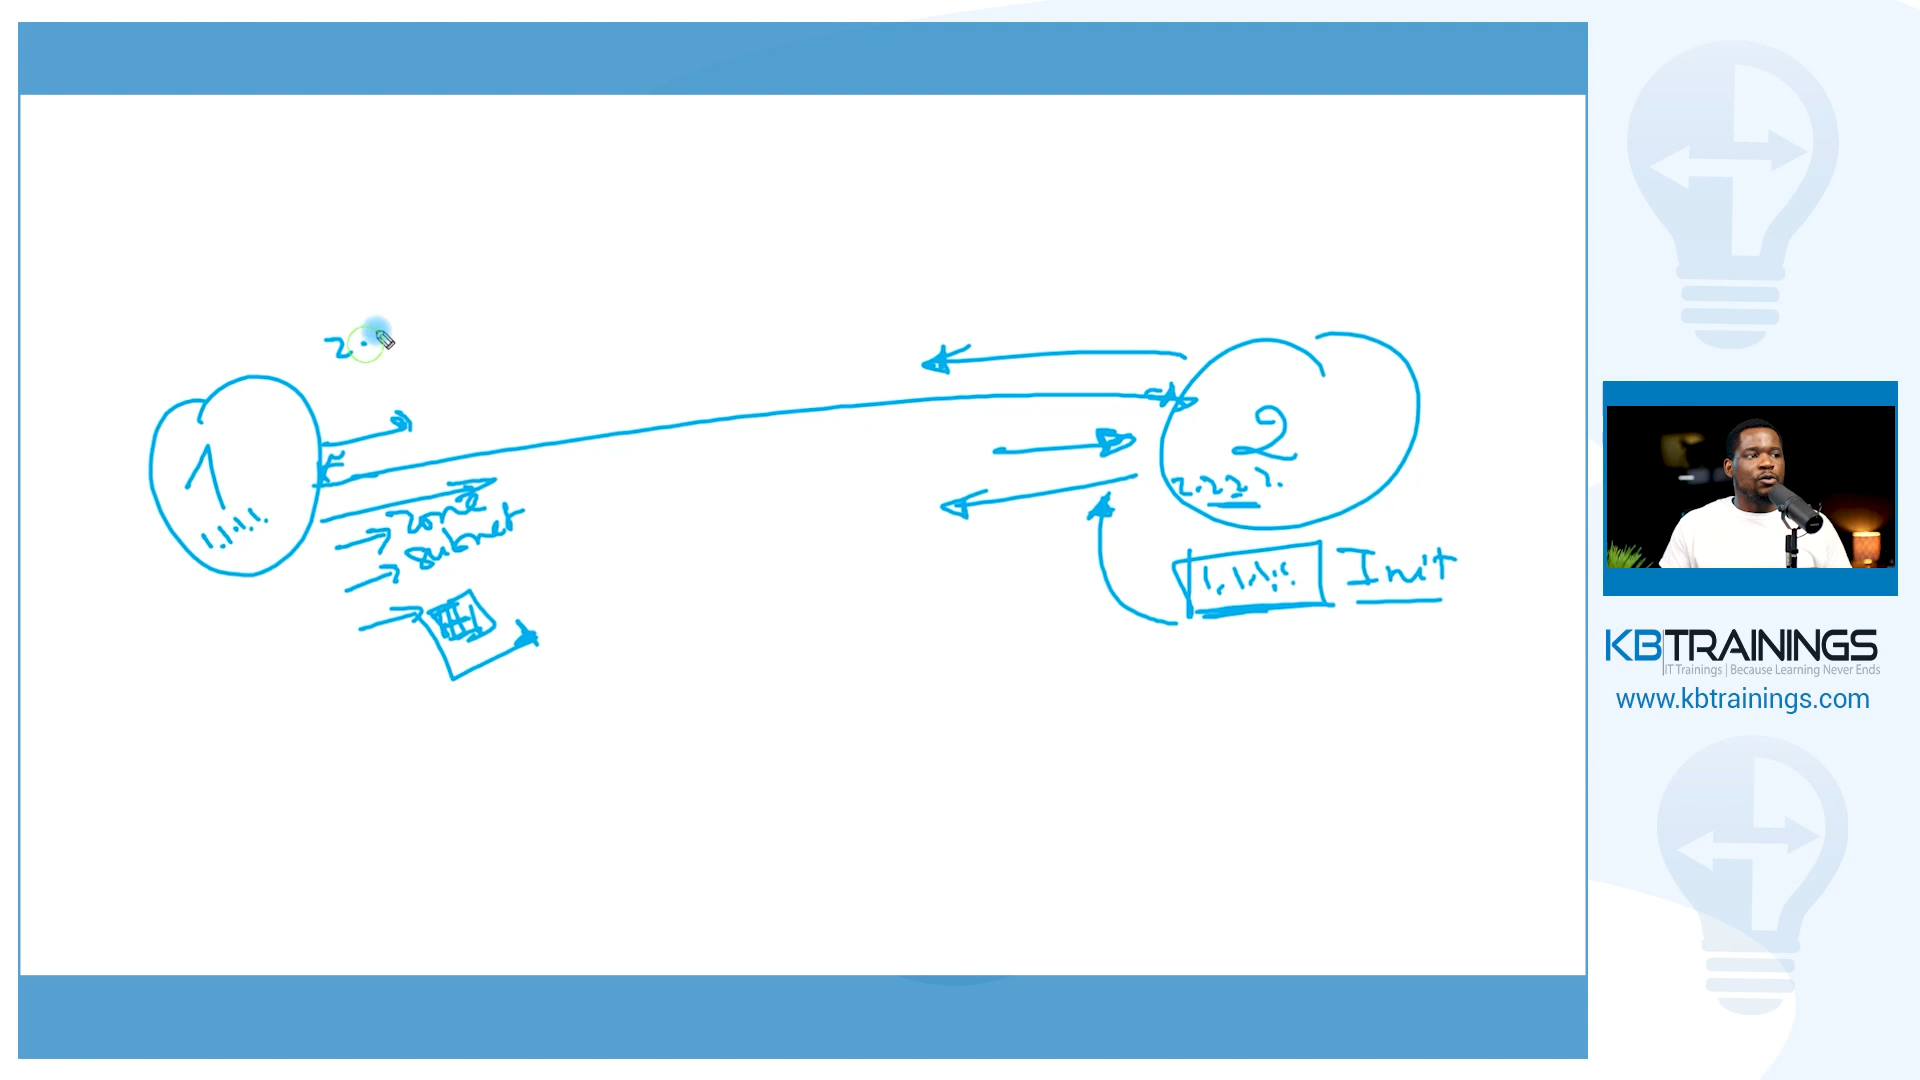 2.
1
1.1.1.1.
zone
subnet
#1
2
2.2.2.2.
1.1.1.1.
Init
KBTRAININGS
IT Trainings | Because Learning Never Ends
www.kbtrainings.com